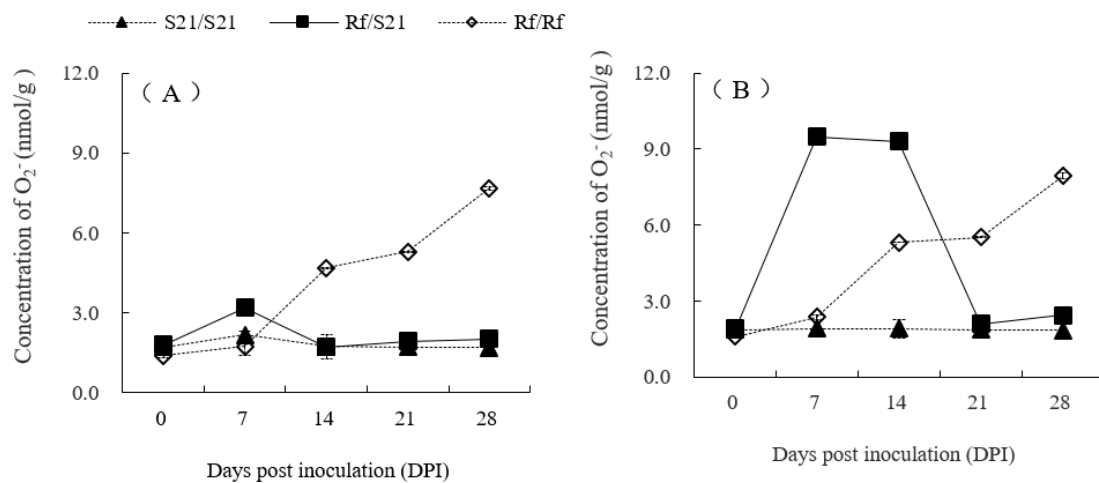 S21/S21 Rf/S21 Rf/Rf
（ A ）
Concentration of O₂⁻ (nmol/g )
12.0
9.0
6.0
3.0
0.0
0 7 14 21 28
Days post inoculation (DPI)
（ B ）
Concentration of O₂⁻ (nmol/g )
12.0
9.0
6.0
3.0
0.0
0 7 14 21 28
Days post inoculation (DPI)